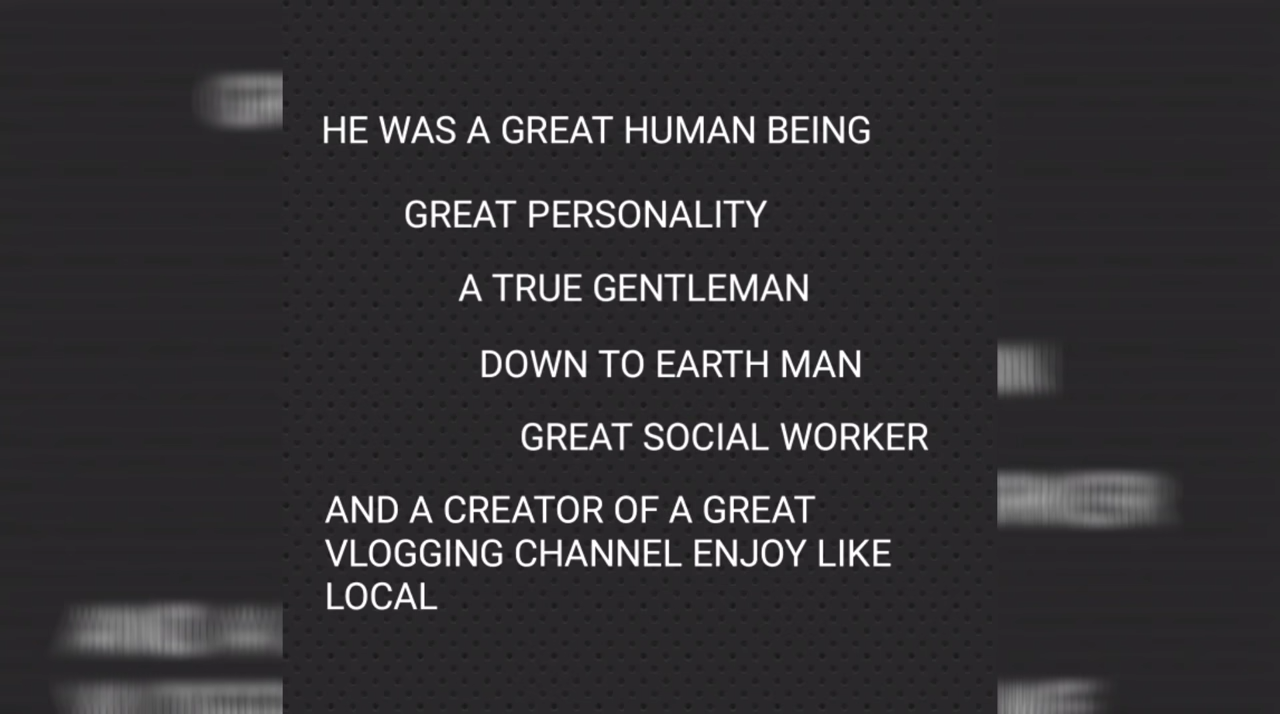 HE WAS A GREAT HUMAN BEING
GREAT PERSONALITY
A TRUE GENTLEMAN
DOWN TO EARTH MAN
GREAT SOCIAL WORKER
AND A CREATOR OF A GREAT
VLOGGING CHANNEL ENJOY LIKE
LOCAL